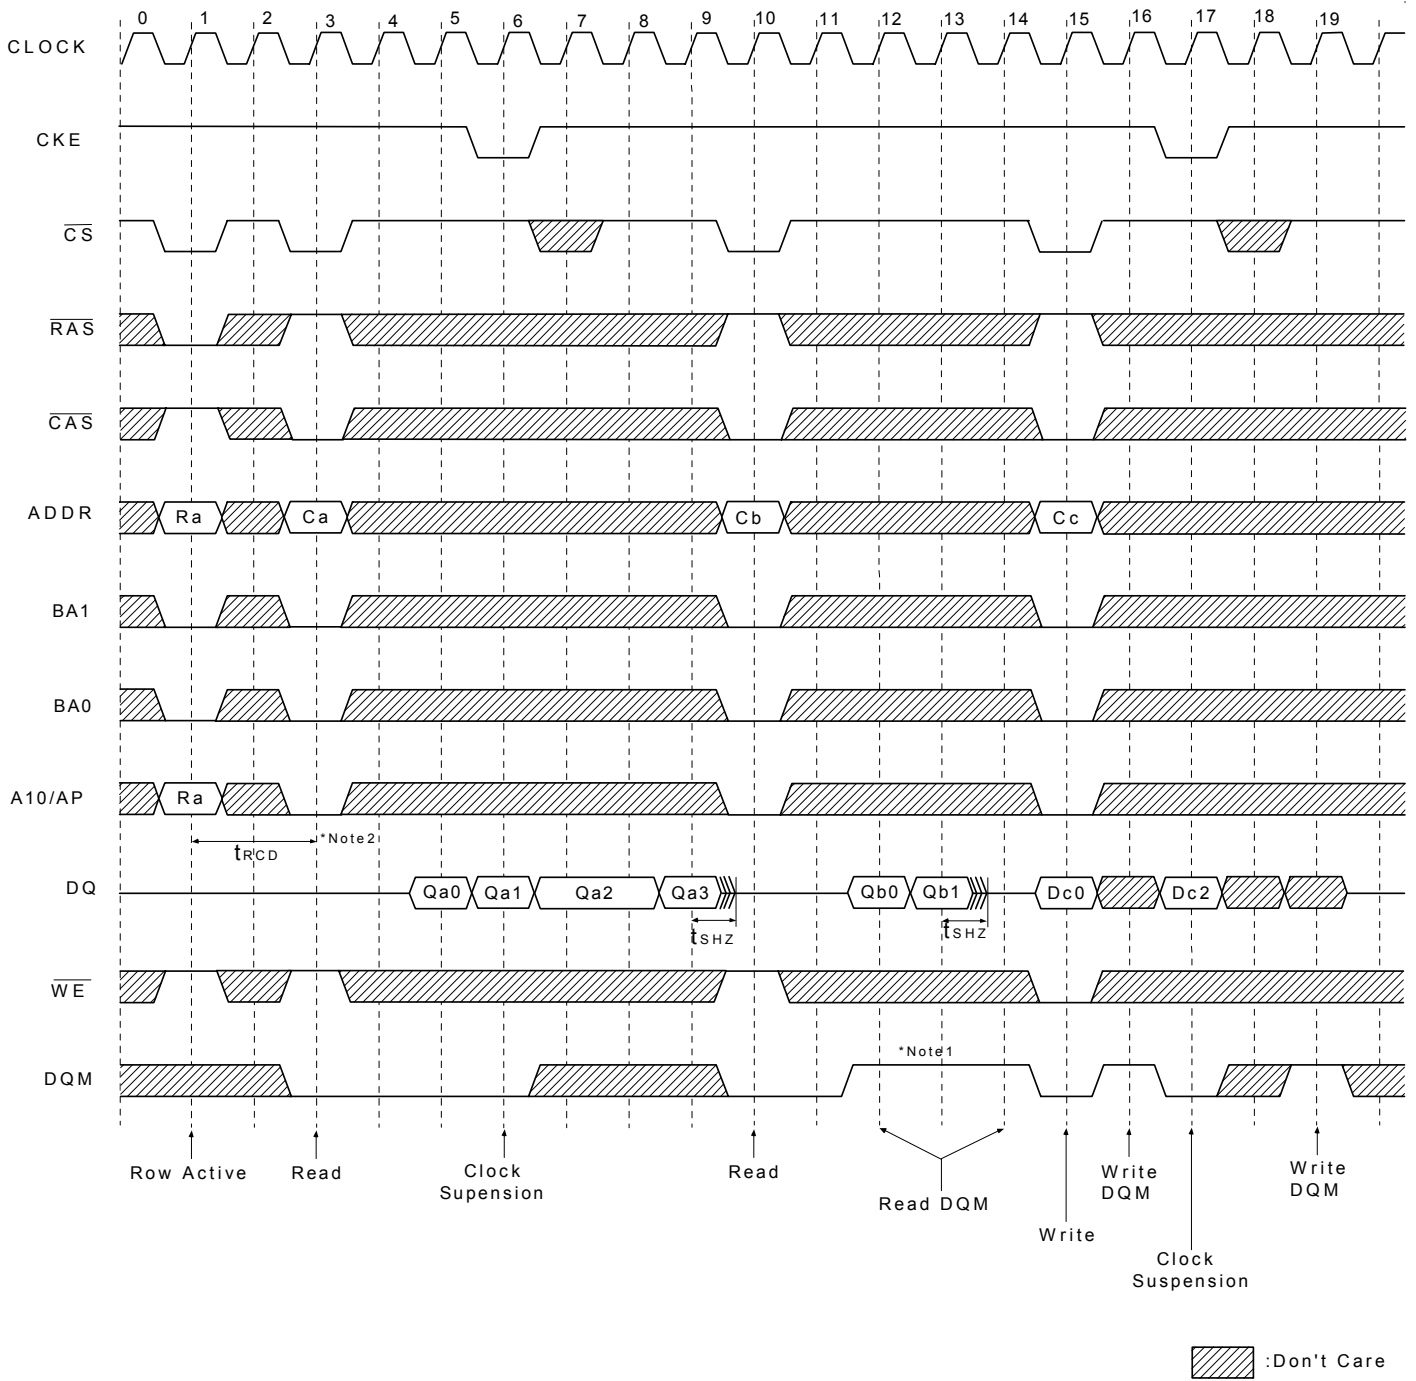 0 1 2 3 4 5 6 7 8 9 10 11 12 13 14 15 16 17 18 19
CLOCK
CKE
CS
RAS
CAS
ADDR Ra Ca Cb Cc
BA1
BA0
A10/AP Ra
tRCD *Note2
DQ Qa0 Qa1 Qa2 Qa3 Qb0 Qb1 Dc0 Dc2
tSHZ tSHZ
WE
*Note1
DQM
Row Active Read Clock Read Write Write
Supension DQM DQM
Read DQM
Write
Clock
Suspension
:Don't Care